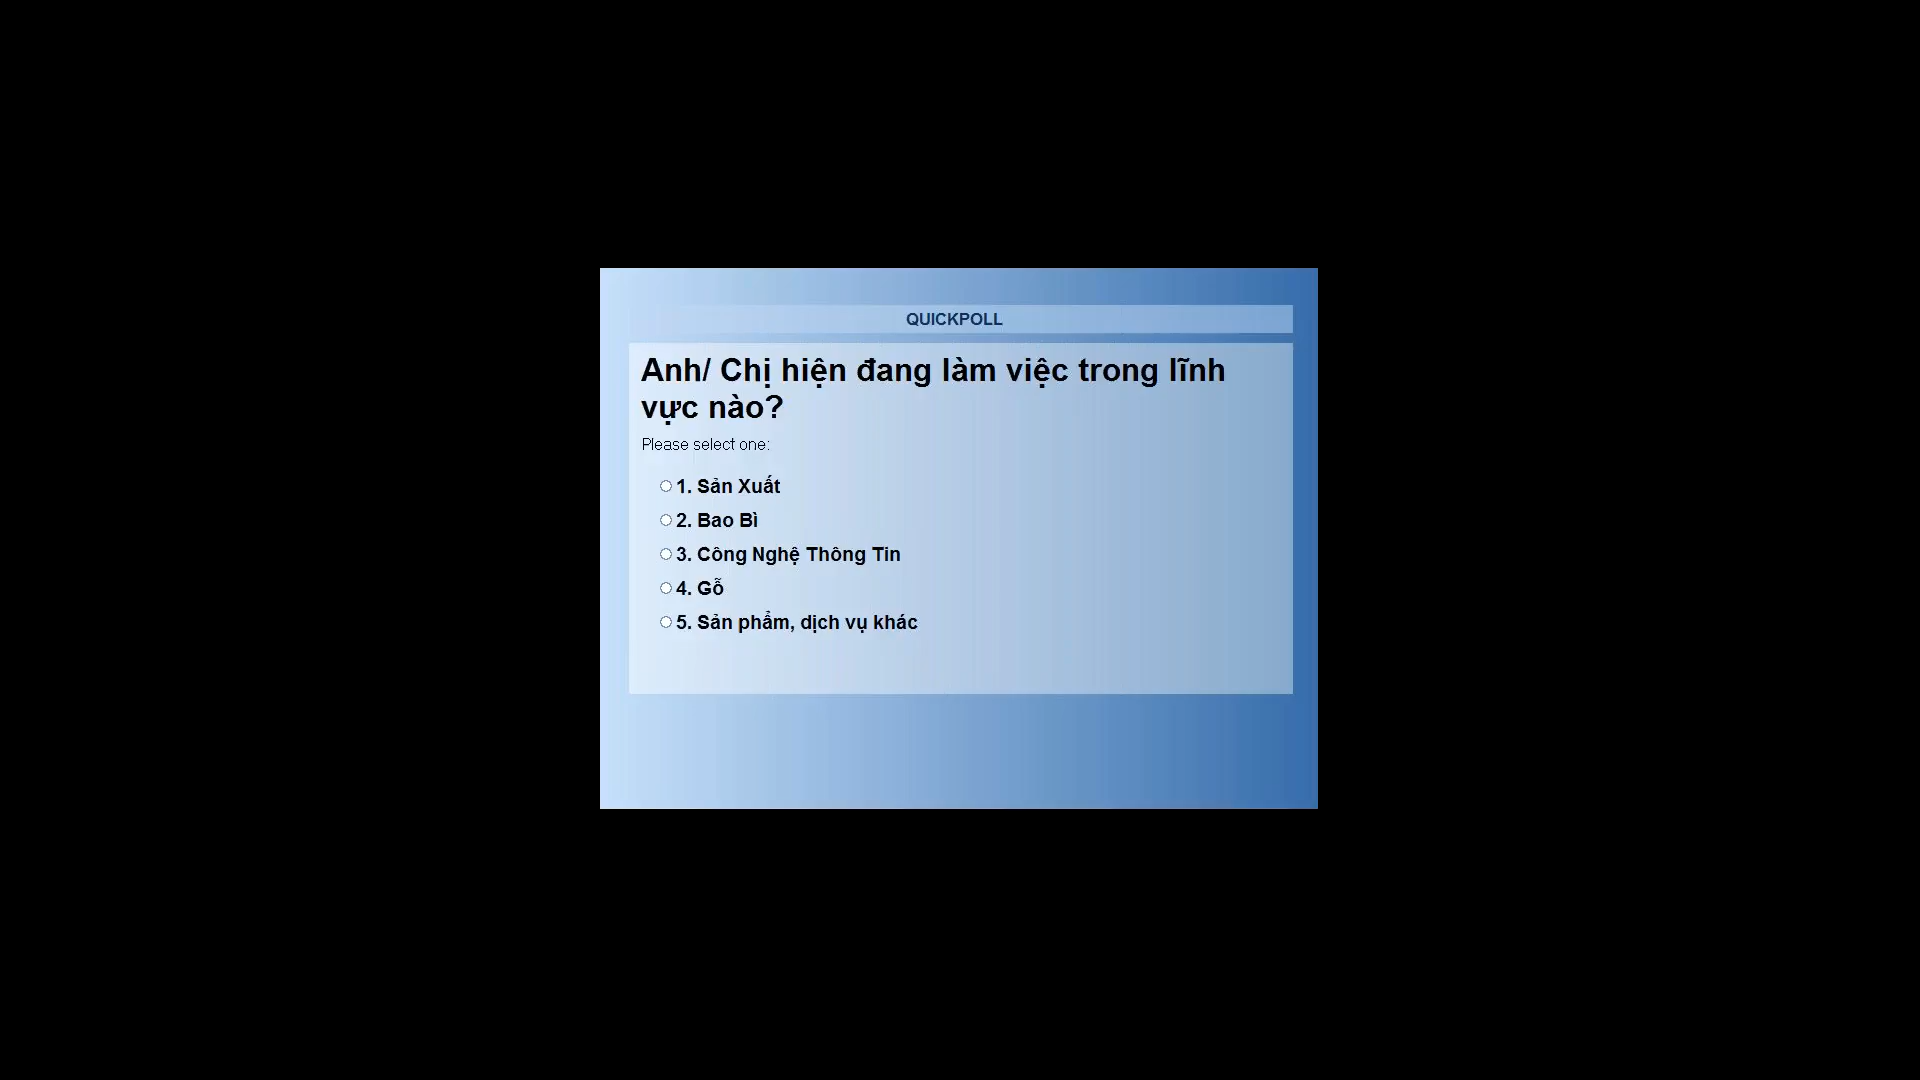 QUICKPOLL
Anh/ Chị hiện đang làm việc trong lĩnh
vực nào?
Please select one:
1. Sản Xuất
2. Bao Bì
3. Công Nghệ Thông Tin
4. Gỗ
5. Sản phẩm, dịch vụ khác